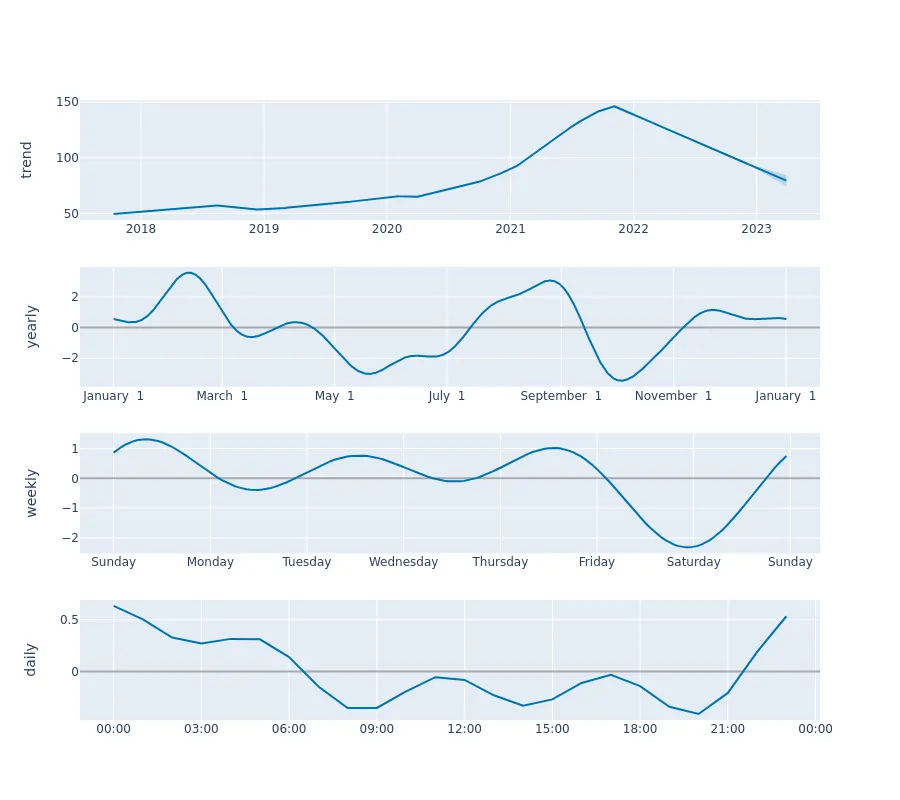 trend
150
100
50
2018 2019 2020 2021 2022 2023
yearly
2
0
−2
January 1 March 1 May 1 July 1 September 1 November 1 January 1
weekly
1
0
−1
−2
Sunday Monday Tuesday Wednesday Thursday Friday Saturday Sunday
daily
0.5
0
00:00 03:00 06:00 09:00 12:00 15:00 18:00 21:00 00:00